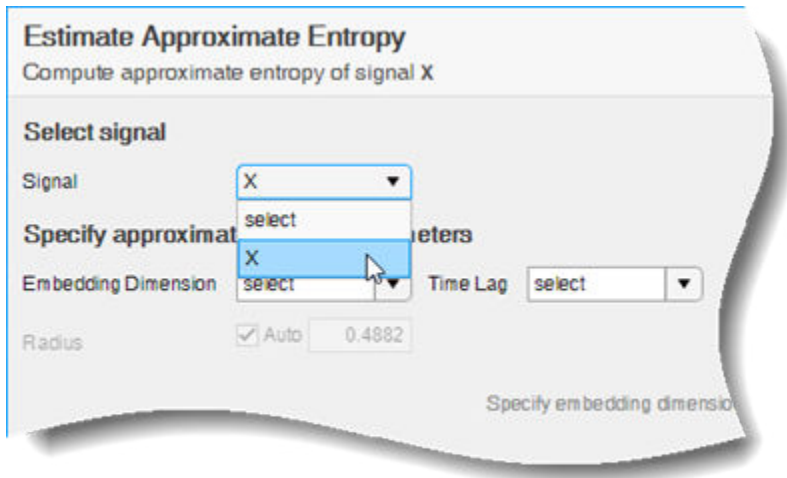 Estimate Approximate Entropy
Compute approximate entropy of signal X
Select signal
Signal X
select
Specify approximat eters
X
Embedding Dimension select Time Lag select
Radius Auto 0.4882
Specify embedding dimensio